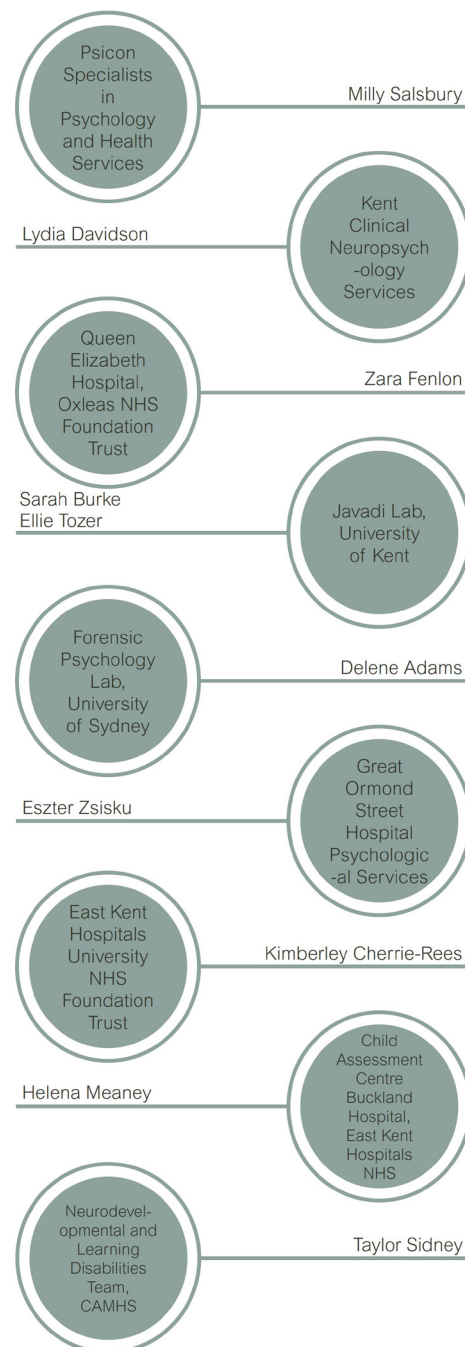 Psicon
Specialists
in
Psychology
and Health
Services
Milly Salsbury
Lydia Davidson
Kent
Clinical
Neuropsych
-ology
Services
Queen
Elizabeth
Hospital,
Oxleas NHS
Foundation
Trust
Zara Fenlon
Sarah Burke
Ellie Tozer
Javadi Lab,
University
of Kent
Forensic
Psychology
Lab,
University
of Sydney
Delene Adams
Eszter Zsisku
Great
Ormond
Street
Hospital
Psychologic
-al Services
East Kent
Hospitals
University
NHS
Foundation
Trust
Kimberley Cherrie-Rees
Helena Meaney
Child
Assessment
Centre
Buckland
Hospital,
East Kent
Hospitals
NHS
Neurodevel-
opmental and
Learning
Disabilities
Team,
CAMHS
Taylor Sidney